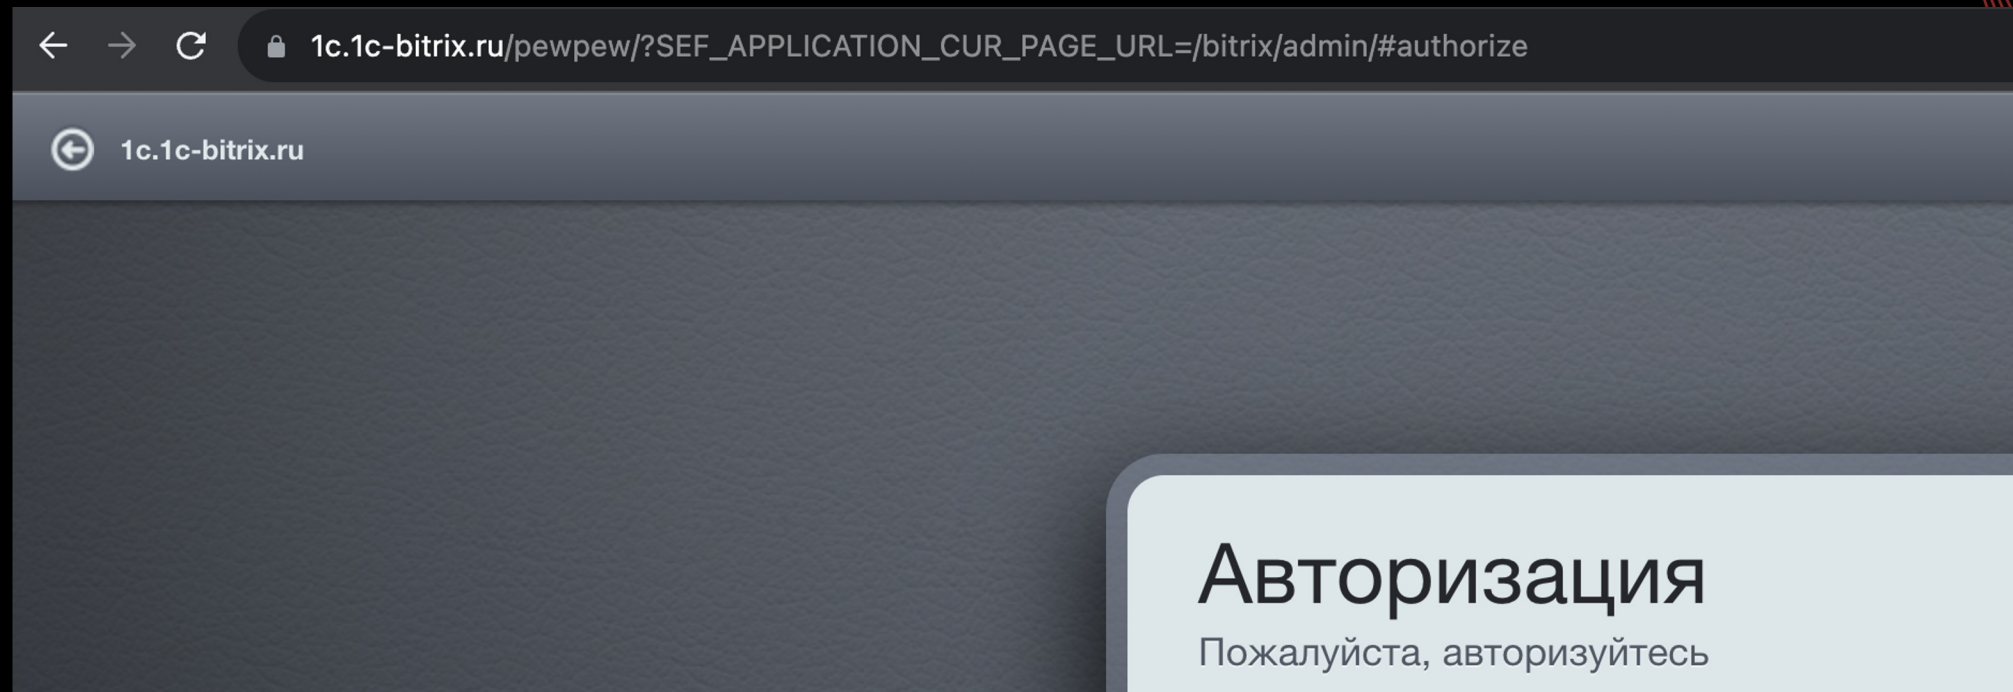 1c.1c-bitrix.ru/pewpew/?SEF_APPLICATION_CUR_PAGE_URL=/bitrix/admin/#authorize
1c.1c-bitrix.ru
Авторизация
Пожалуйста, авторизуйтесь